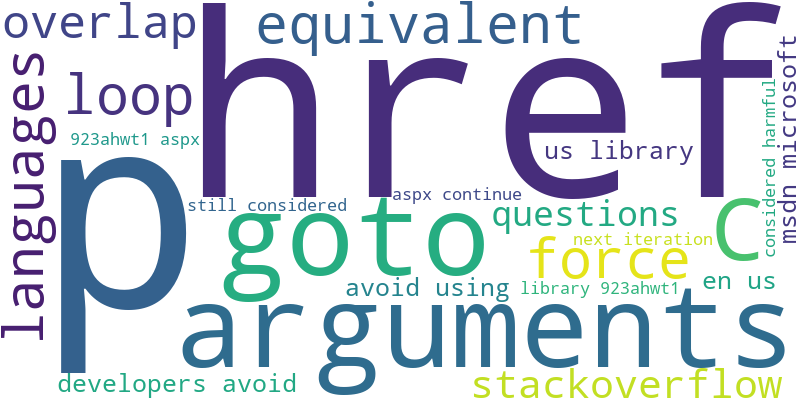 overlap
equivalent
href
languages
loop
923ahwt1 aspx
us library
considered harmful
msdn microsoft
p
still considered
aspx continue
goto
questions
C
next iteration
force
avoid using
library 923ahwt1
en us
arguments
developers avoid
stackoverflow